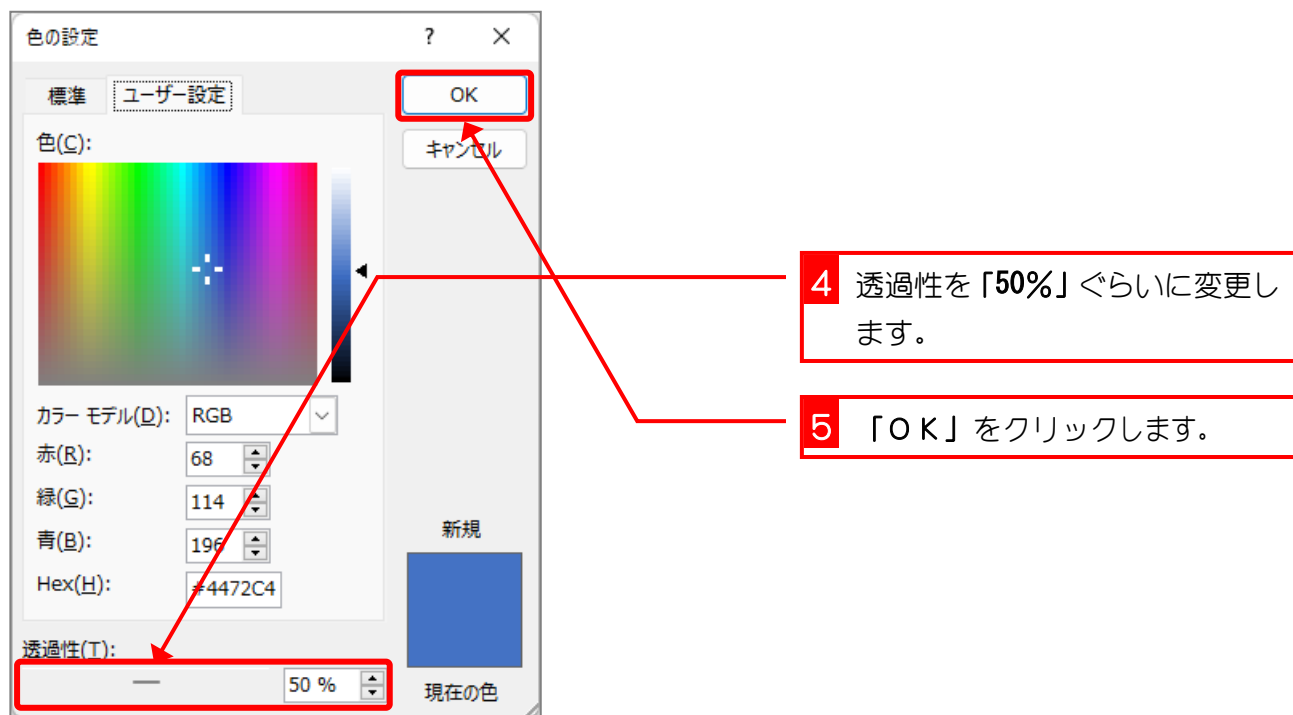 色の設定 ? ×
標準 ユーザー設定
OK
キャンセル
色(C):
カラー モデル(D): RGB
赤(R): 68
緑(G): 114
青(B): 196
Hex(H): #4472C4
透過性(T):
50 %
新規
現在の色
4 透過性を「50%」ぐらいに変更し
ます。
5 「OK」をクリックします。